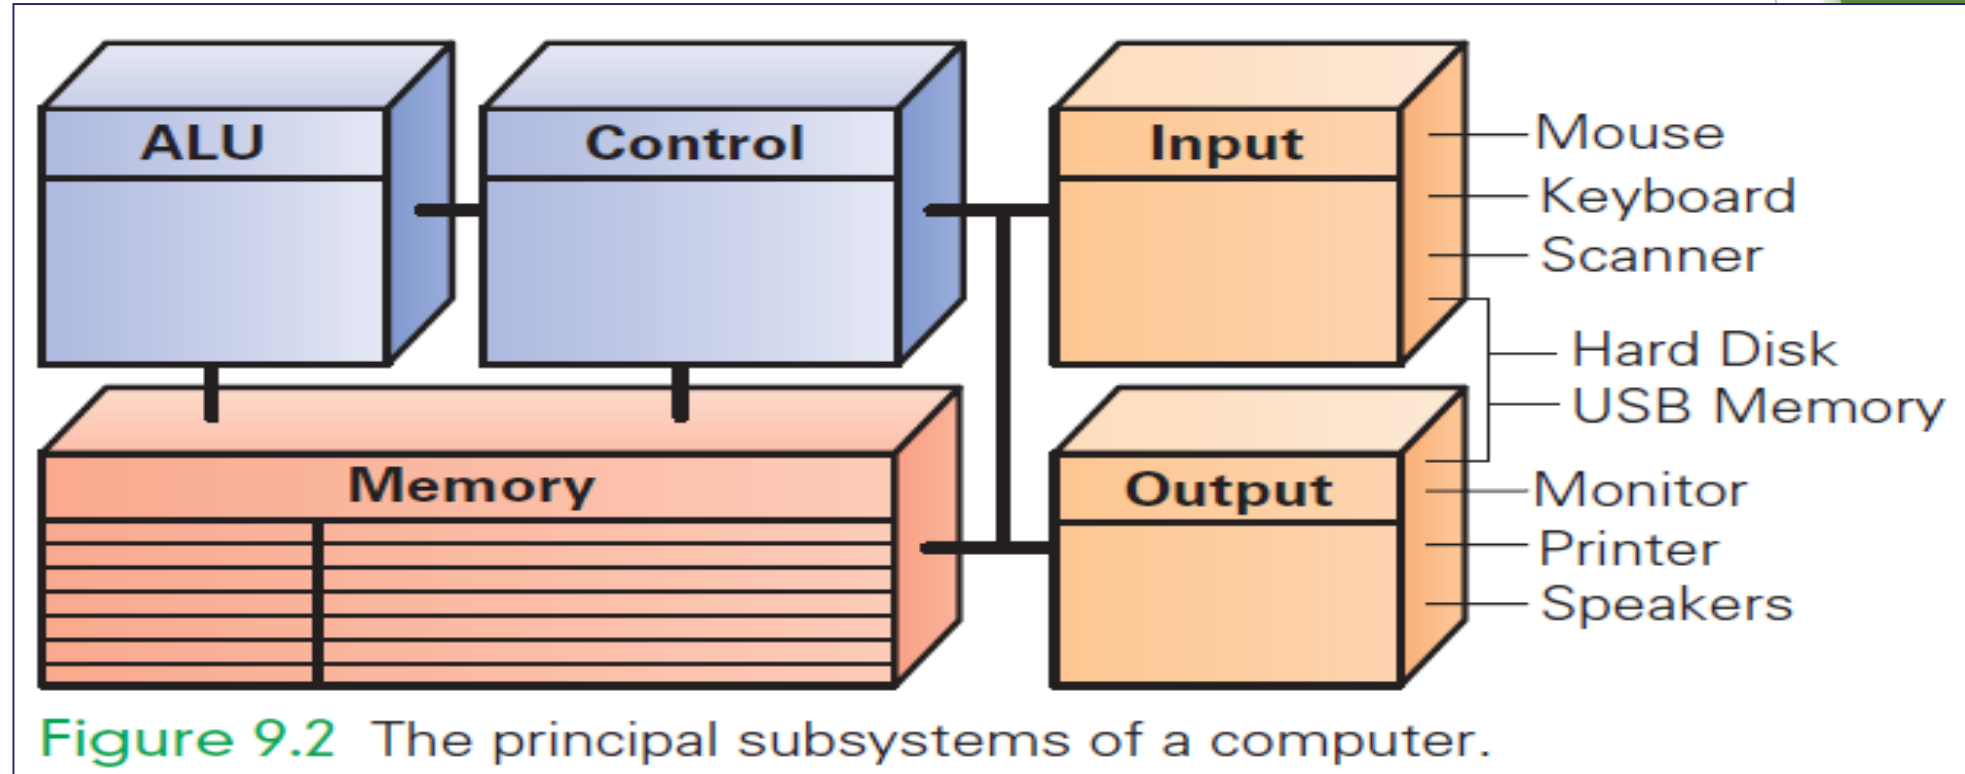 ALU
Control
Input
Mouse
Keyboard
Scanner
Hard Disk
USB Memory
Memory
Output
Monitor
Printer
Speakers
Figure 9.2 The principal subsystems of a computer.